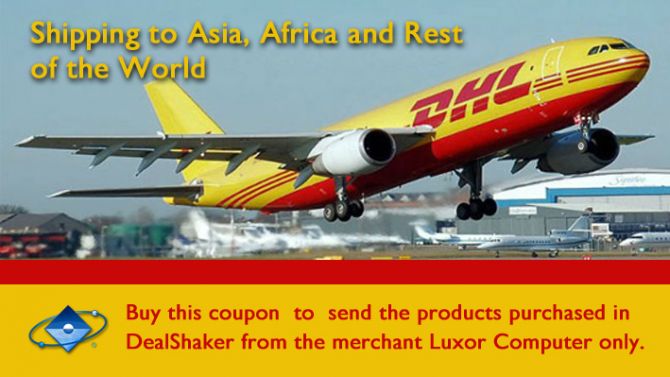 Shipping to Asia, Africa and Rest
of the World
DHL
Buy this coupon to send the products purchased in
DealShaker from the merchant Luxor Computer only.